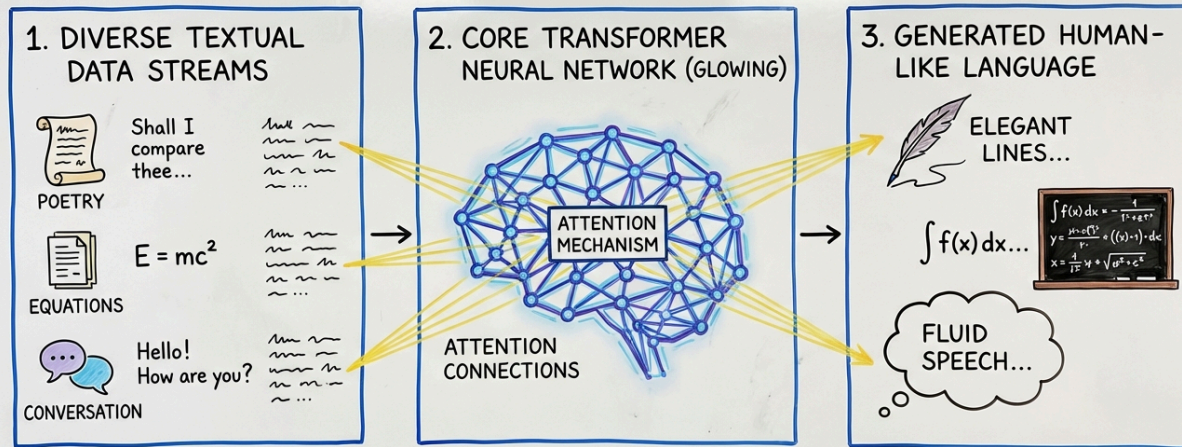 1. DIVERSE TEXTUAL
DATA STREAMS
POETRY
Shall I
compare
thee...
EQUATIONS
E = mc²
CONVERSATION
Hello!
How are you?
2. CORE TRANSFORMER
NEURAL NETWORK (GLOWING)
ATTENTION
MECHANISM
ATTENTION
CONNECTIONS
3. GENERATED HUMAN-
LIKE LANGUAGE
ELEGANT
LINES...
∫f(x)dx...
∫f(x)dx
FLUID
SPEECH...